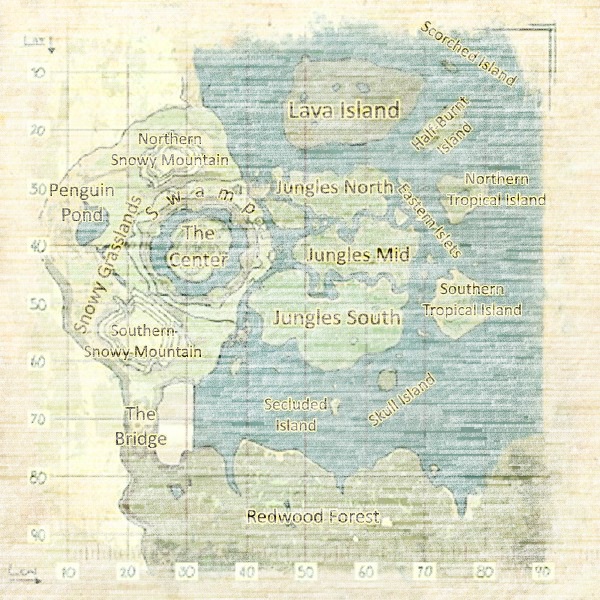 Lat
Scorched Island
10
Lava Island
Half Burnt
Island
20
Northern
Snowy Mountain
Jungles North
Northern
Tropical Island
30
Penguin
Pond
Swamp
Eastern Islets
Snowy Grasslands
The
Center
40
Jungles Mid
Southern
Tropical Island
50
Jungles South
Southern
Snowy Mountain
60
Secluded
Island
Skull Island
70
The
Bridge
80
Redwood Forest
90
Lon
10 20 30 40 50 60 70 80 90